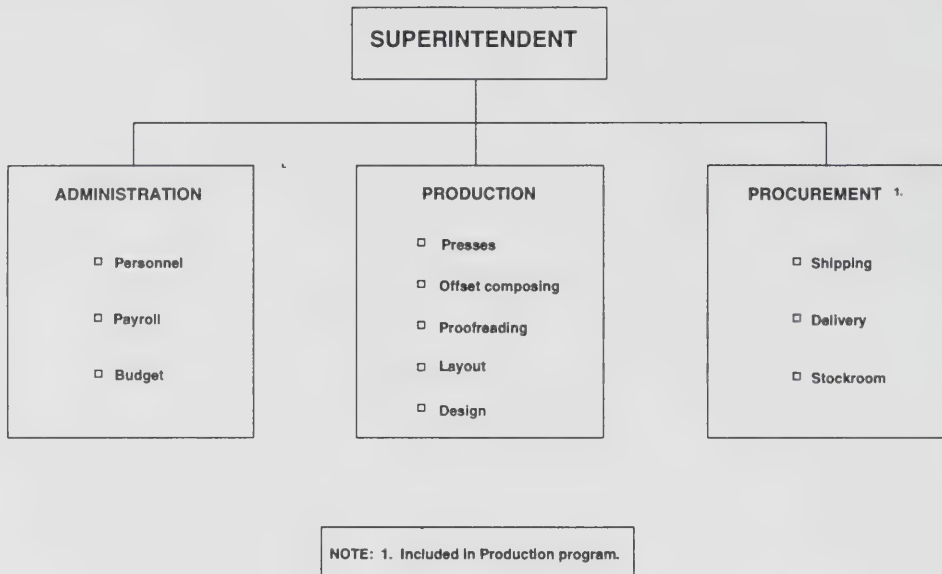 SUPERINTENDENT
ADMINISTRATION
□ Personnel
□ Payroll
□ Budget
PRODUCTION
□ Presses
□ Offset composing
□ Proofreading
□ Layout
□ Design
PROCUREMENT 1.
□ Shipping
□ Delivery
□ Stockroom
NOTE: 1. Included in Production program.